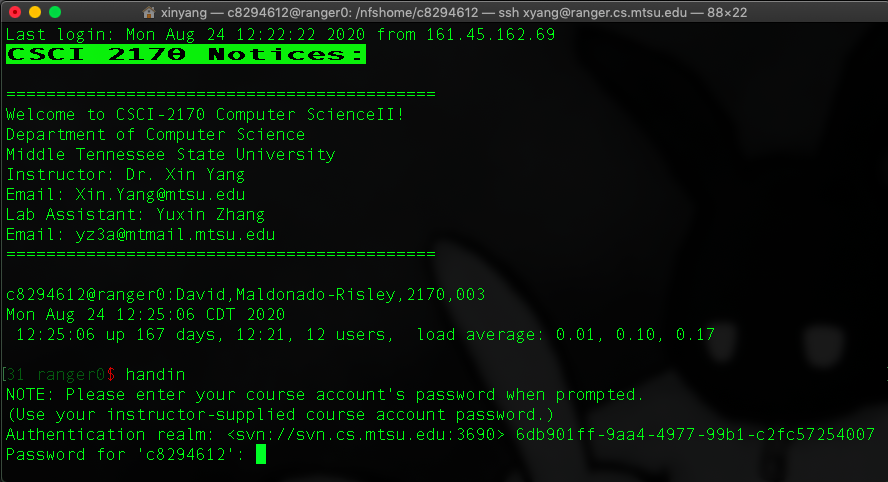 xinyang — c8294612@ranger0: /nfshome/c8294612 — ssh xyang@ranger.cs.mtsu.edu — 88×22
Last login: Mon Aug 24 12:22:22 2020 from 161.45.162.69
CSCI 2170 Notices:
===========================================
Welcome to CSCI-2170 Computer ScienceII!
Department of Computer Science
Middle Tennessee State University
Instructor: Dr. Xin Yang
Email: Xin.Yang@mtsu.edu
Lab Assistant: Yuxin Zhang
Email: yz3a@mtmail.mtsu.edu
===========================================
c8294612@ranger0:David,Maldonado-Risley,2170,003
Mon Aug 24 12:25:06 CDT 2020
 12:25:06 up 167 days, 12:21, 12 users,  load average: 0.01, 0.10, 0.17
[31 ranger0$ handin
NOTE: Please enter your course account's password when prompted.
(Use your instructor-supplied course account password.)
Authentication realm: <svn://svn.cs.mtsu.edu:3690> 6db901ff-9aa4-4977-99b1-c2fc57254007
Password for 'c8294612':